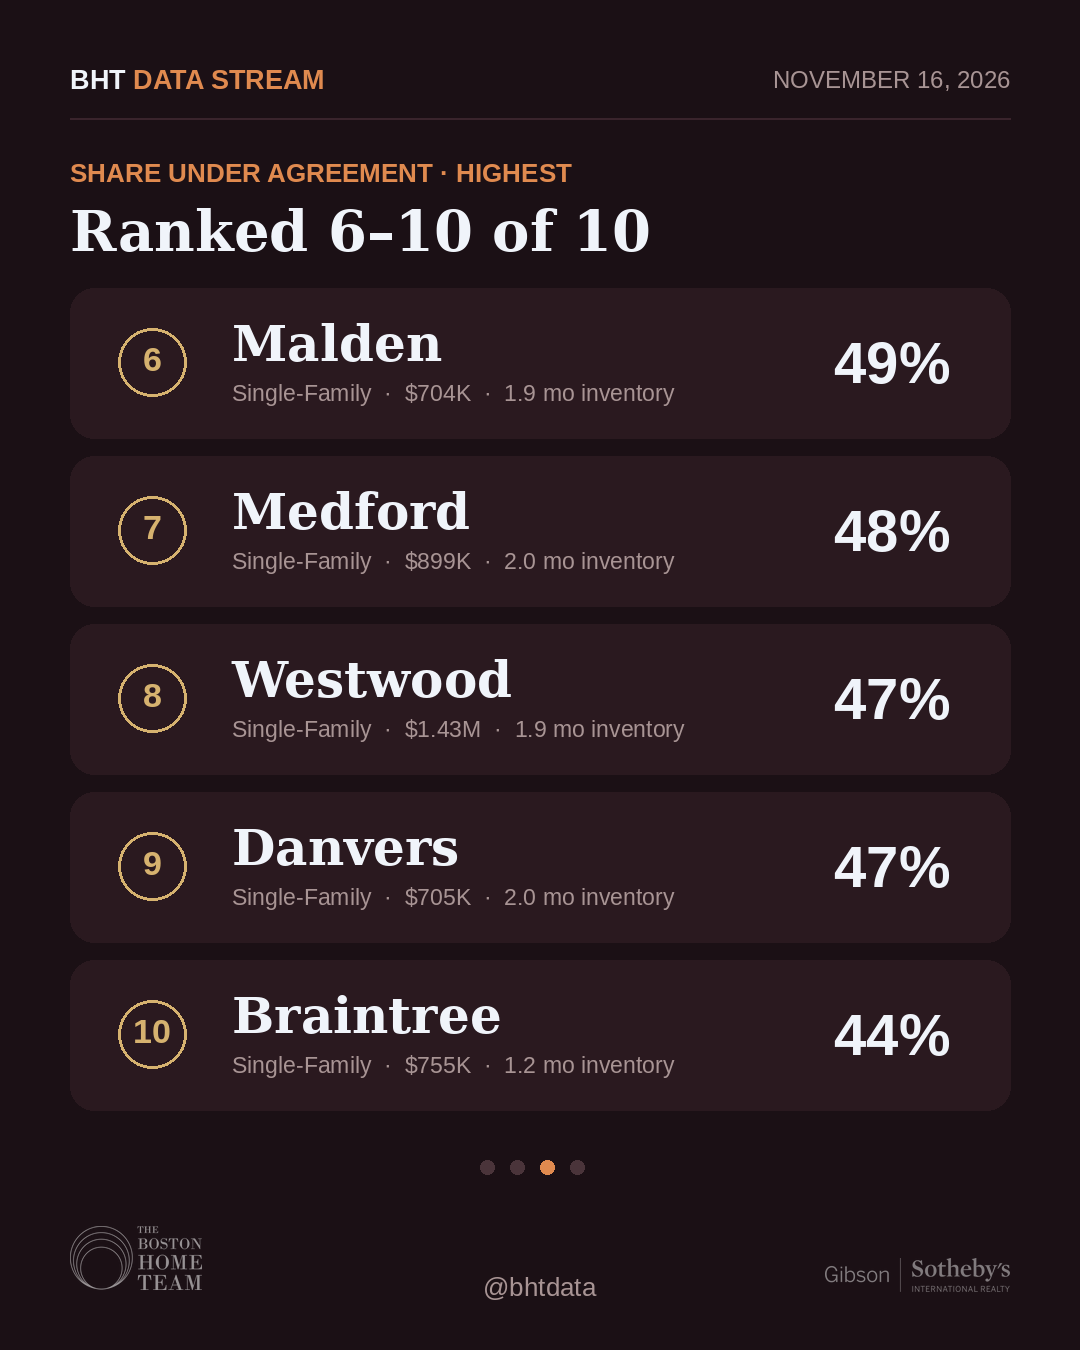 BHT DATA STREAM
NOVEMBER 16, 2026
SHARE UNDER AGREEMENT · HIGHEST
Ranked 6–10 of 10
6
Malden
Single-Family · $704K · 1.9 mo inventory
49%
7
Medford
Single-Family · $899K · 2.0 mo inventory
48%
8
Westwood
Single-Family · $1.43M · 1.9 mo inventory
47%
9
Danvers
Single-Family · $705K · 2.0 mo inventory
47%
10
Braintree
Single-Family · $755K · 1.2 mo inventory
44%
THE
BOSTON
HOME
TEAM
@bhtdata
Gibson
Sotheby's
INTERNATIONAL REALTY